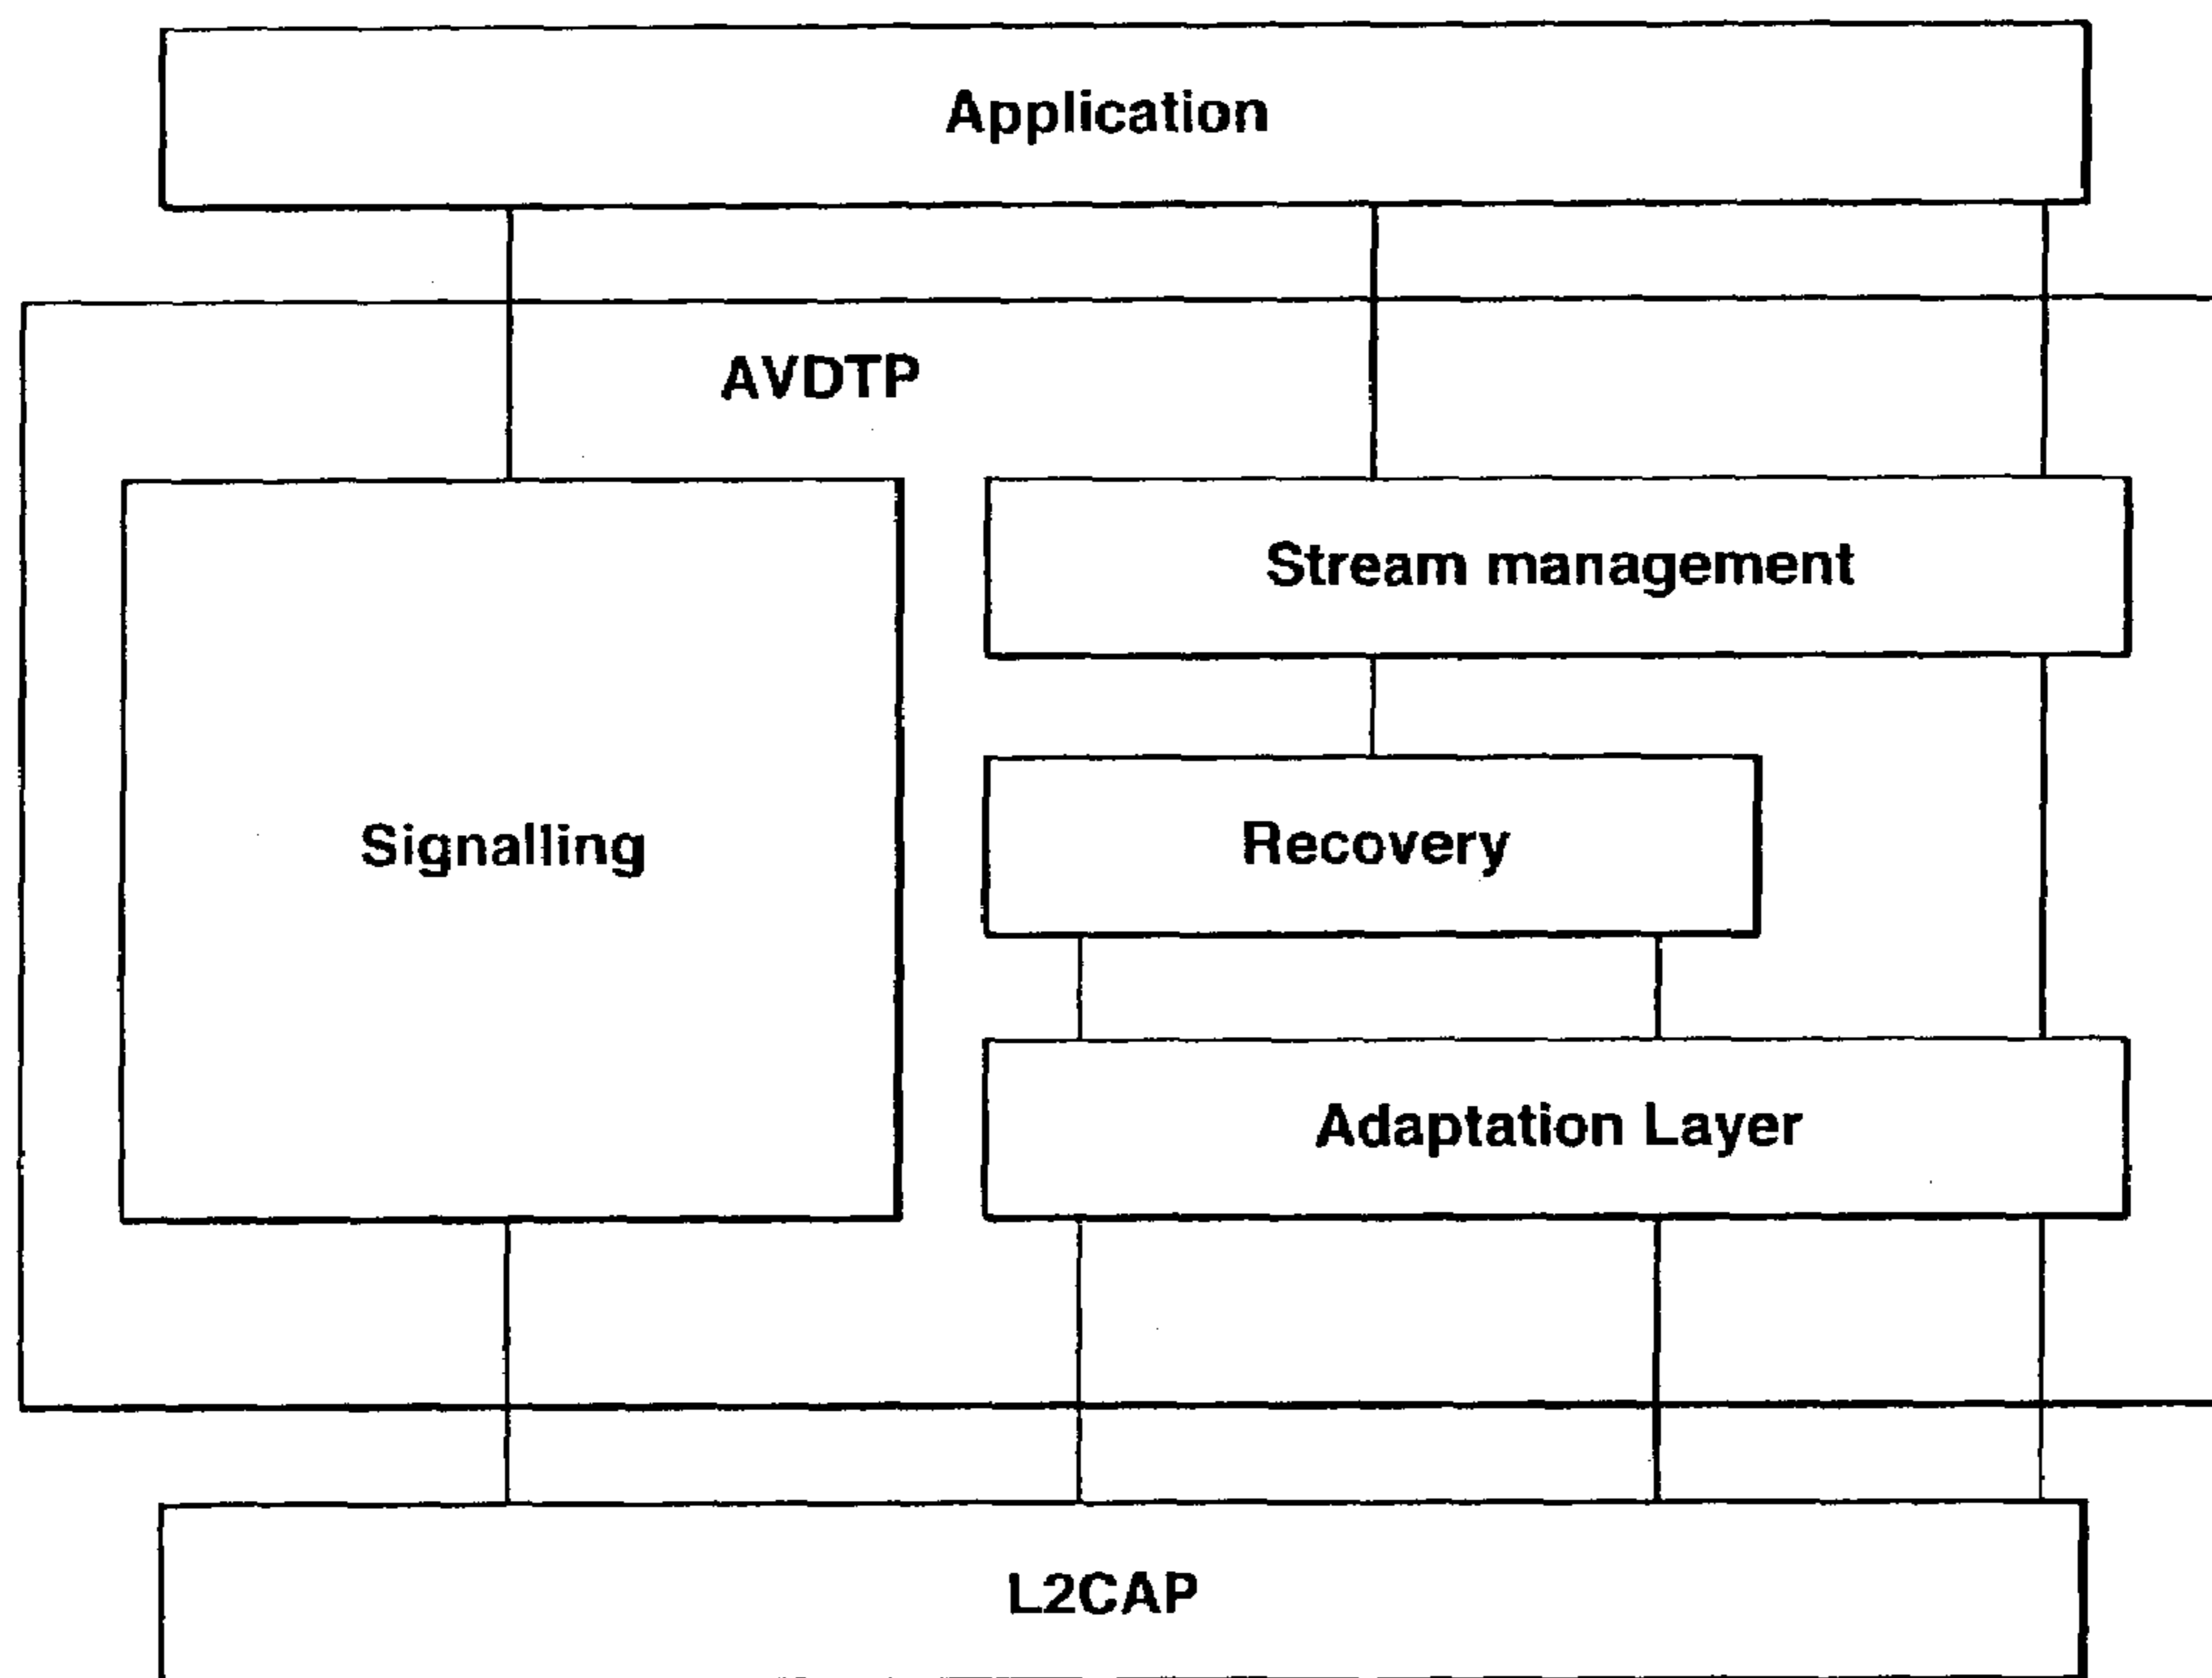 Application
AVDTP
Stream management
Signalling
Recovery
Adaptation Layer
L2CAP